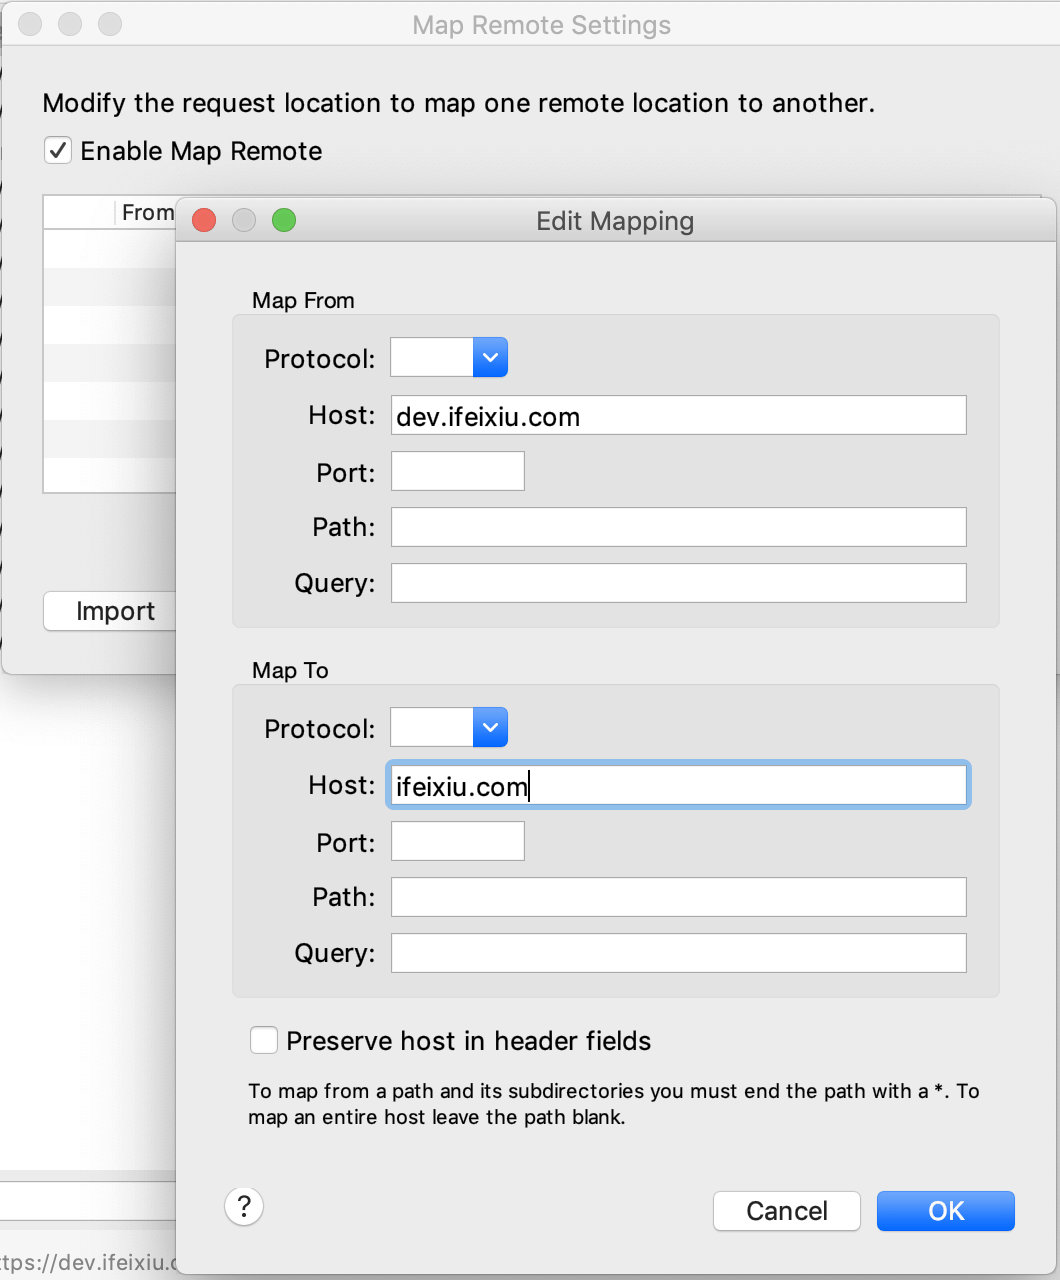 Map Remote Settings
Modify the request location to map one remote location to another.
Enable Map Remote
From
Edit Mapping
Map From
Protocol:
Host: dev.ifeixiu.com
Port:
Path:
Query:
Import
Map To
Protocol:
Host: ifeixiu.com
Port:
Path:
Query:
Preserve host in header fields
To map from a path and its subdirectories you must end the path with a *. To
map an entire host leave the path blank.
? Cancel OK
tps://dev.ifeixiu.c